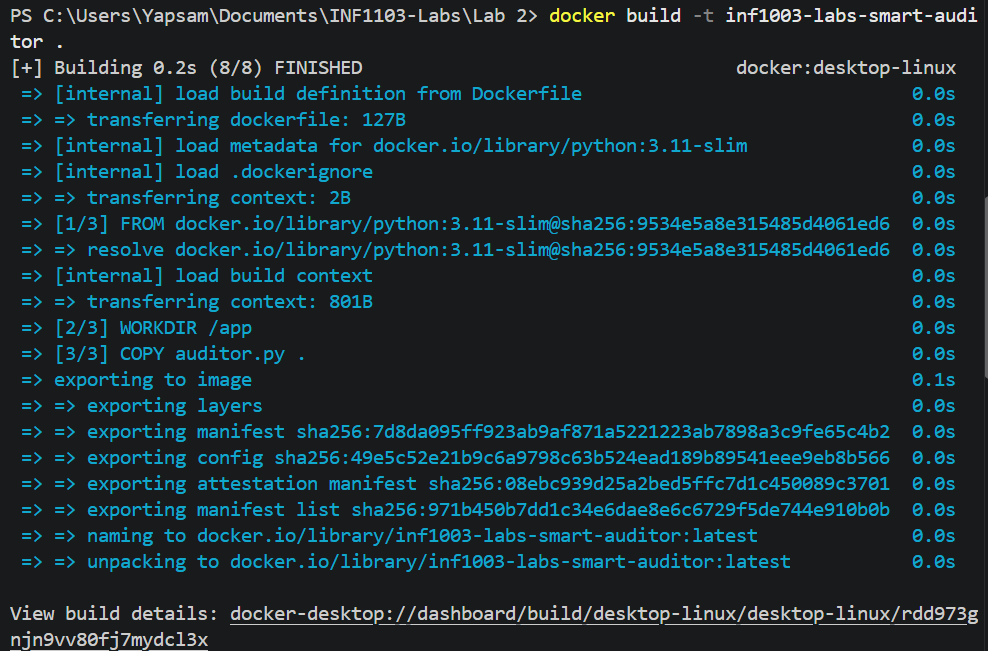 PS C:\Users\Yapsam\Documents\INF1103-Labs\Lab 2> docker build -t inf1003-labs-smart-audi
tor .
[+] Building 0.2s (8/8) FINISHED docker:desktop-linux
=> [internal] load build definition from Dockerfile 0.0s
=> => transferring dockerfile: 127B 0.0s
=> [internal] load metadata for docker.io/library/python:3.11-slim 0.0s
=> [internal] load .dockerignore 0.0s
=> => transferring context: 2B 0.0s
=> [1/3] FROM docker.io/library/python:3.11-slim@sha256:9534e5a8e315485d4061ed6 0.0s
=> => resolve docker.io/library/python:3.11-slim@sha256:9534e5a8e315485d4061ed6 0.0s
=> [internal] load build context 0.0s
=> => transferring context: 801B 0.0s
=> [2/3] WORKDIR /app 0.0s
=> [3/3] COPY auditor.py . 0.0s
=> exporting to image 0.1s
=> => exporting layers 0.0s
=> => exporting manifest sha256:7d8da095ff923ab9af871a5221223ab7898a3c9fe65c4b2 0.0s
=> => exporting config sha256:49e5c52e21b9c6a9798c63b524ead189b89541eee9eb8b566 0.0s
=> => exporting attestation manifest sha256:08ebc939d25a2bed5ffc7d1c450089c3701 0.0s
=> => exporting manifest list sha256:971b450b7dd1c34e6dae8e6c6729f5de744e910b0b 0.0s
=> => naming to docker.io/library/inf1003-labs-smart-auditor:latest 0.0s
=> => unpacking to docker.io/library/inf1003-labs-smart-auditor:latest 0.0s
View build details: docker-desktop://dashboard/build/desktop-linux/desktop-linux/rdd973g
njn9vv80fj7mydcl3x